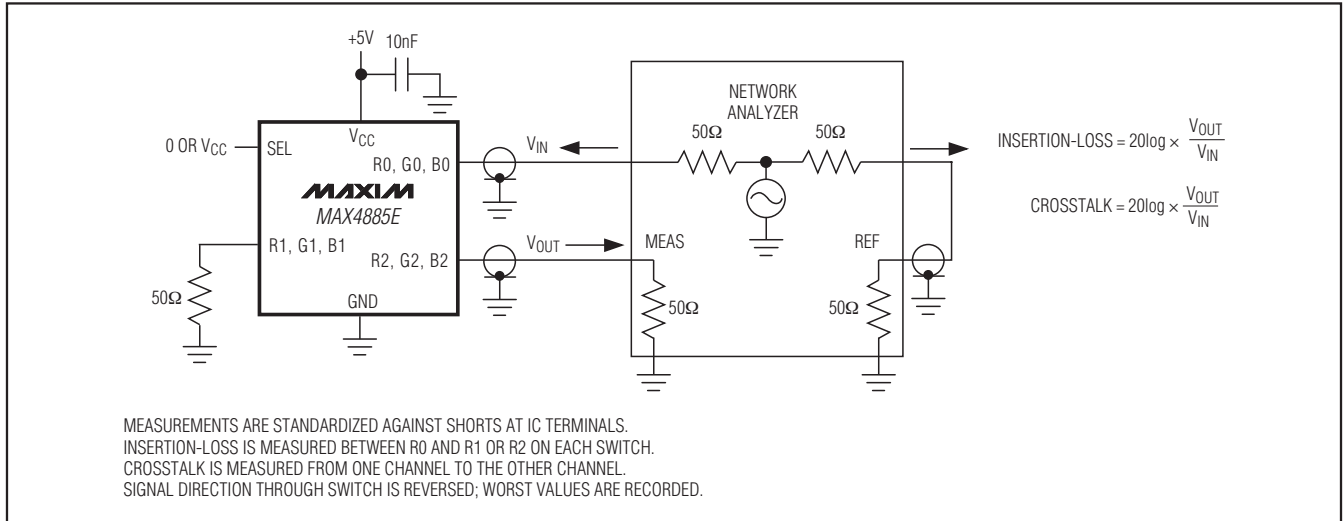 +5V 10nF
NETWORK
ANALYZER
50Ω 50Ω
0 OR VCC SEL VCC
R0, G0, B0 VIN
INSERTION-LOSS = 20log × VOUT
VIN
MAXIM
MAX4885E
CROSSTALK = 20log × VOUT
VIN
R1, G1, B1
R2, G2, B2 VOUT MEAS REF
50Ω GND 50Ω 50Ω
MEASUREMENTS ARE STANDARDIZED AGAINST SHORTS AT IC TERMINALS.
INSERTION-LOSS IS MEASURED BETWEEN R0 AND R1 OR R2 ON EACH SWITCH.
CROSSTALK IS MEASURED FROM ONE CHANNEL TO THE OTHER CHANNEL.
SIGNAL DIRECTION THROUGH SWITCH IS REVERSED; WORST VALUES ARE RECORDED.